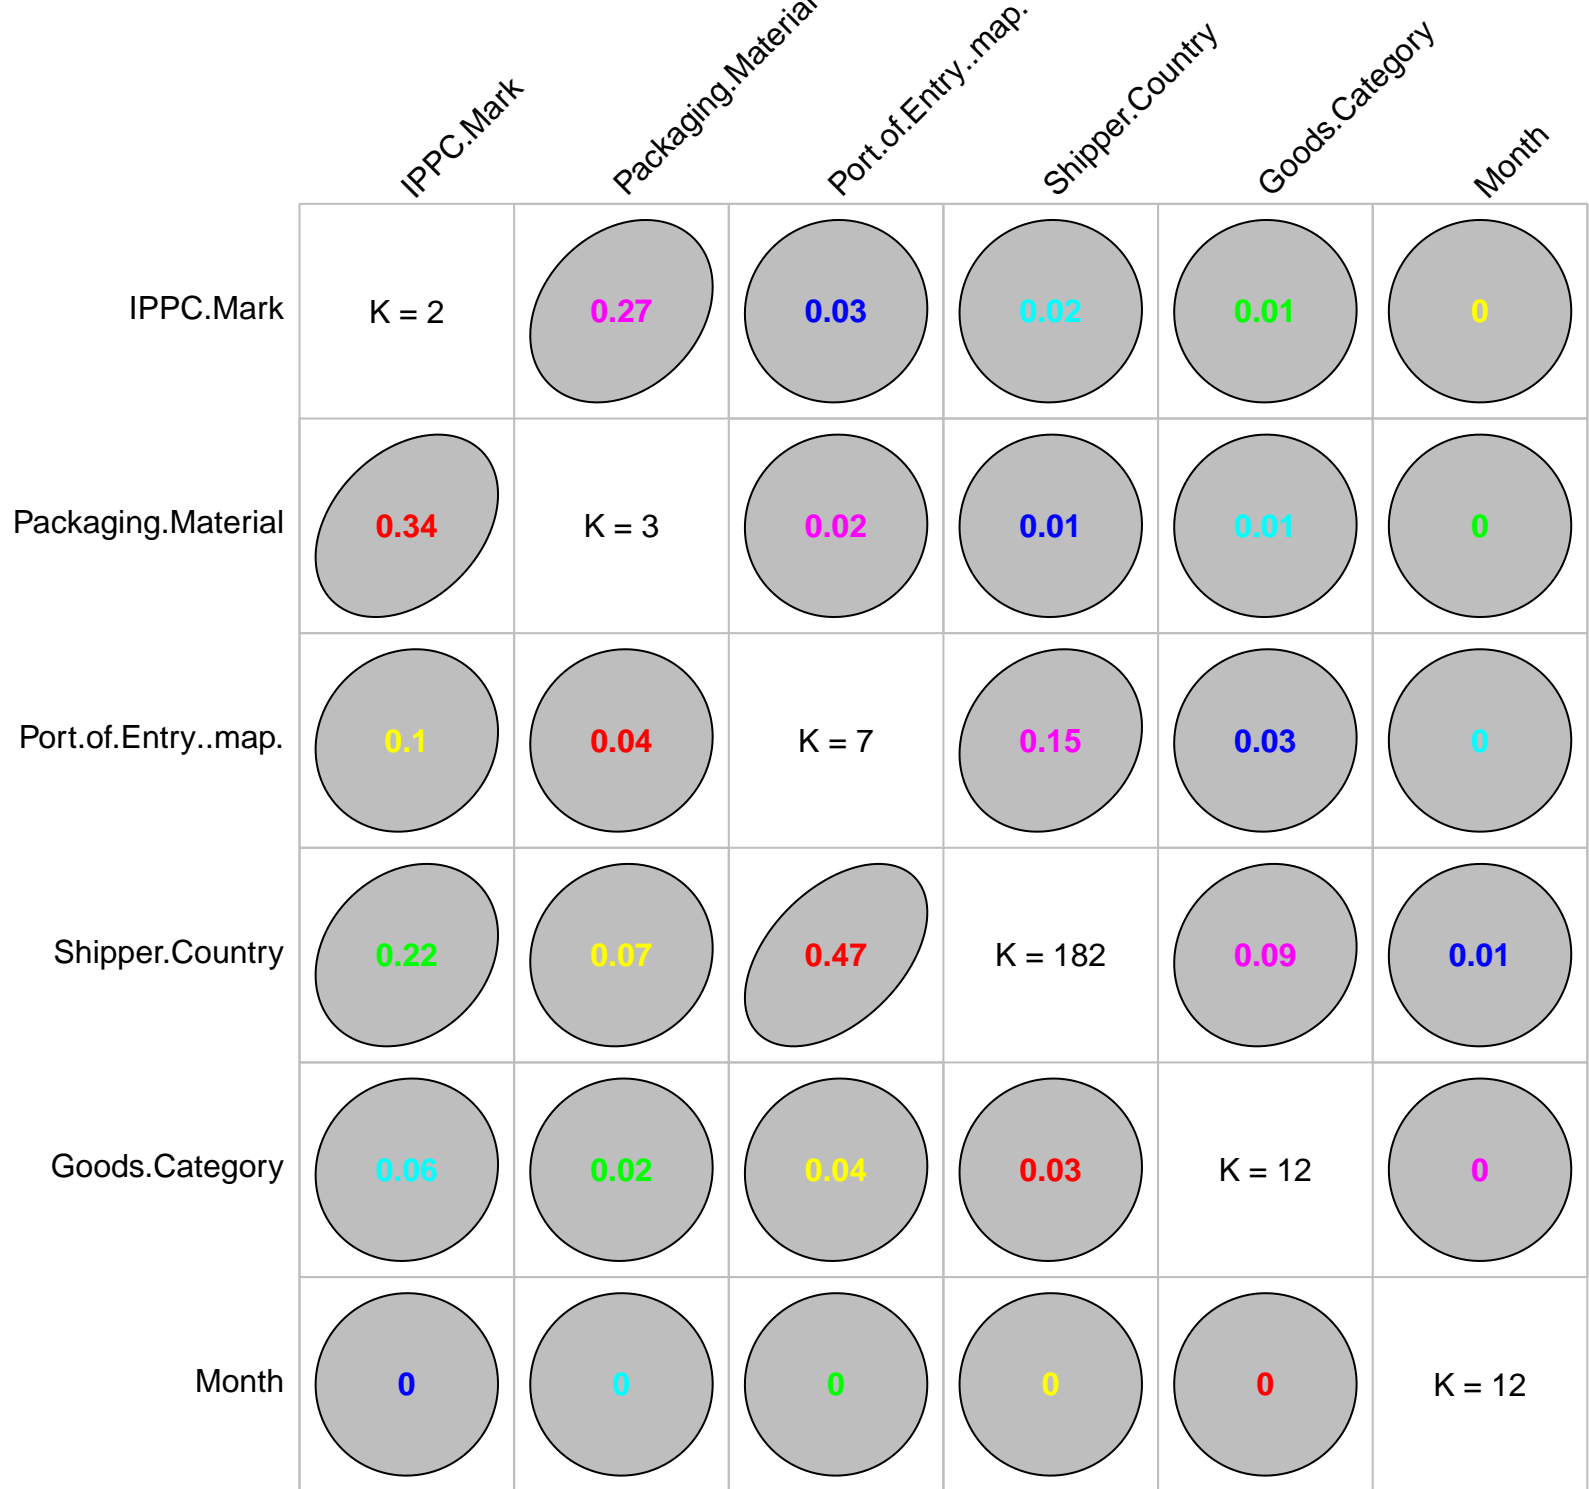 IPPC.Mark
Packaging.Material
Port.of.Entry..map.
Shipper.Country
Goods.Category
Month
IPPC.Mark K = 2 0.27 0.03 0.02 0.01 0
Packaging.Material 0.34 K = 3 0.02 0.01 0.01 0
Port.of.Entry..map. 0.1 0.04 K = 7 0.15 0.03 0
Shipper.Country 0.22 0.07 0.47 K = 182 0.09 0.01
Goods.Category 0.06 0.02 0.04 0.03 K = 12 0
Month 0 0 0 0 0 K = 12